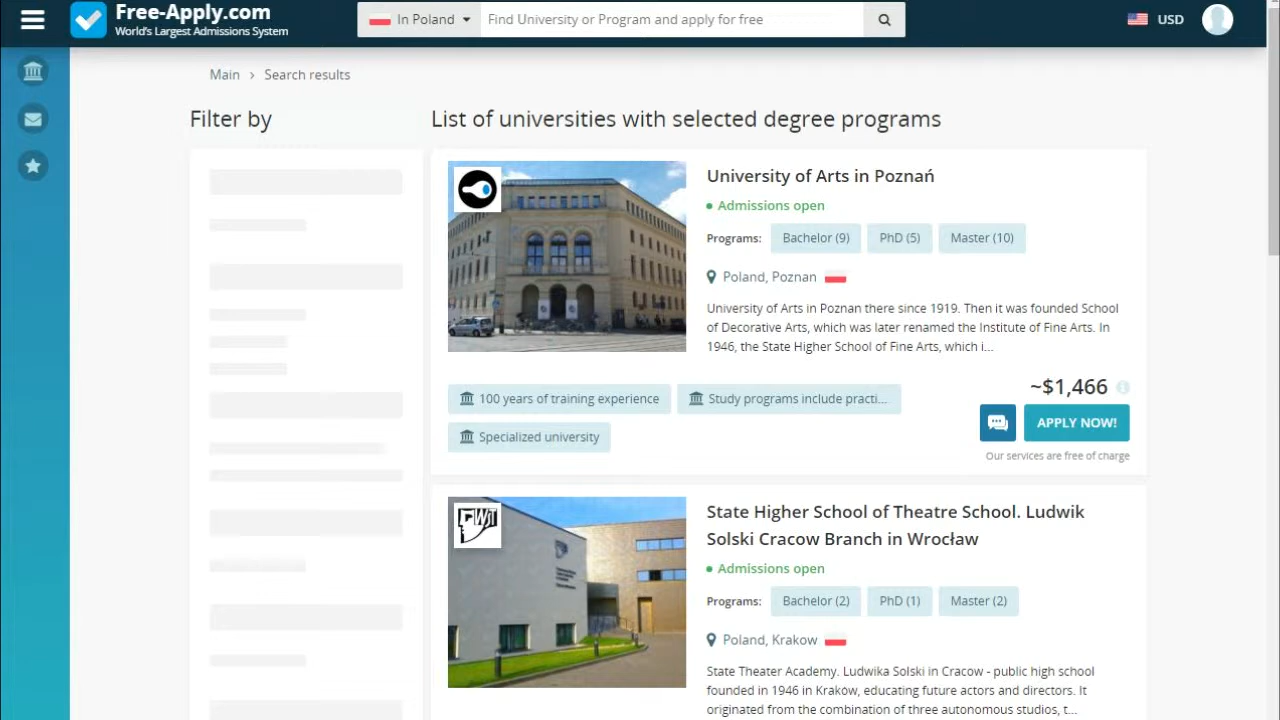 Free-Apply.com
World's Largest Admissions System
In Poland
Find University or Program and apply for free
USD
Main › Search results
Filter by
List of universities with selected degree programs
University of Arts in Poznań
Admissions open
Programs: Bachelor (9) PhD (5) Master (10)
Poland, Poznan
University of Arts in Poznan there since 1919. Then it was founded School
of Decorative Arts, which was later renamed the Institute of Fine Arts. In
1946, the State Higher School of Fine Arts, which i...
100 years of training experience
Study programs include practi...
Specialized university
~$1,466
APPLY NOW!
Our services are free of charge
State Higher School of Theatre School. Ludwik
Solski Cracow Branch in Wrocław
Admissions open
Programs: Bachelor (2) PhD (1) Master (2)
Poland, Krakow
State Theater Academy. Ludwika Solski in Cracow - public high school
founded in 1946 in Kraków, educating future actors and directors. It
originated from the combination of three autonomous studios, t...